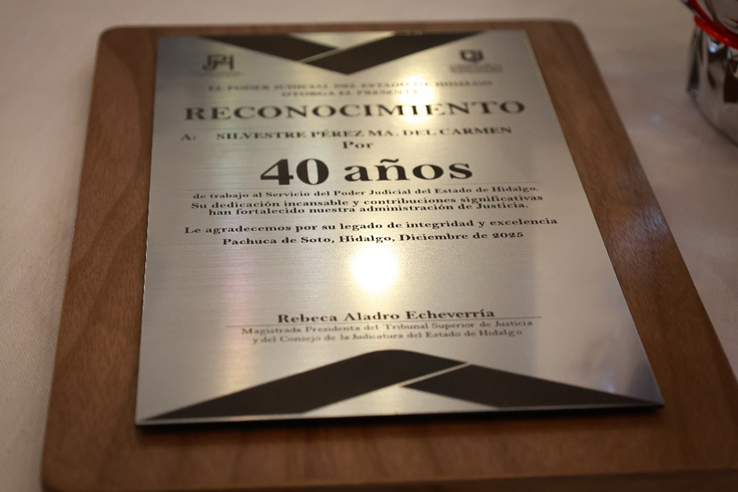 EL PODER JUDICIAL DEL ESTADO DE HIDALGO
OTORGA EL PRESENTE
RECONOCIMIENTO
A: SILVESTRE PÉREZ MA. DEL CARMEN
Por
40 años
de trabajo al Servicio del Poder Judicial del Estado de Hidalgo.
Su dedicación incansable y contribuciones significativas
han fortalecido nuestra administración de Justicia.
Le agradecemos por su legado de integridad y excelencia
Pachuca de Soto, Hidalgo, Diciembre de 2025
Rebeca Aladro Echeverría
Magistrada Presidenta del Tribunal Superior de Justicia
y del Consejo de la Judicatura del Estado de Hidalgo